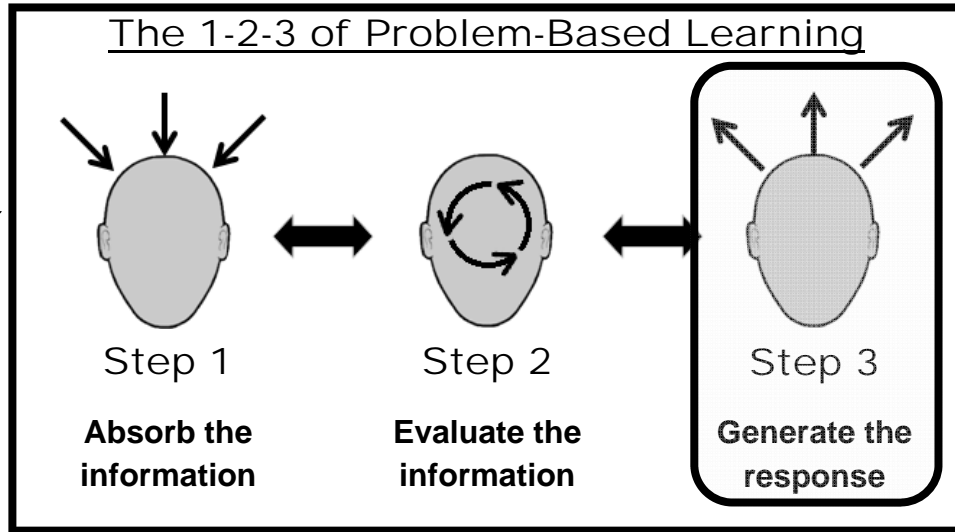 The 1-2-3 of Problem-Based Learning
Step 1
Step 2
Step 3
Absorb the
information
Evaluate the
information
Generate the
response